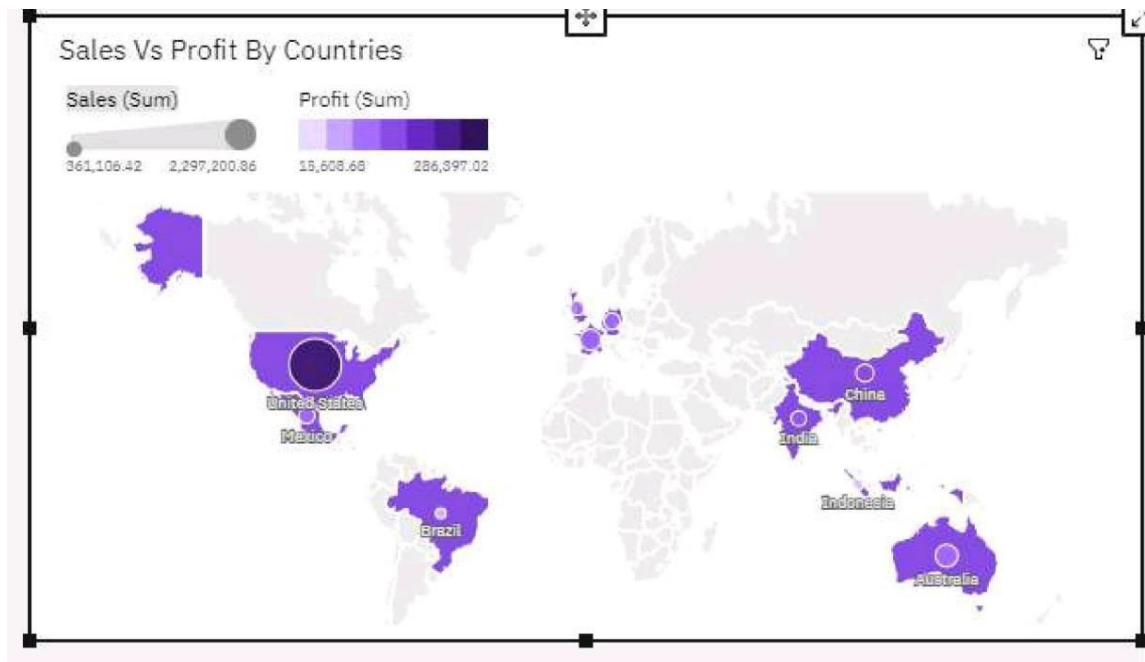 Sales Vs Profit By Countries
Sales (Sum)
Profit (Sum)
361,106.42
2,297,200.86
15,608.68
286,397.02
United States
Mexico
Brazil
China
India
Indonesia
Australia